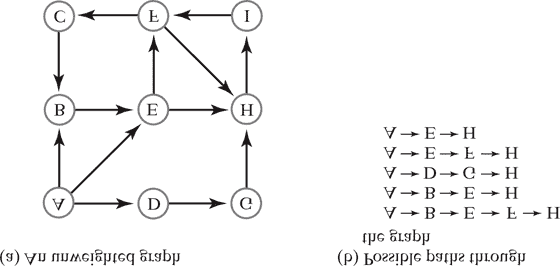 (a) An unweighted graph
A D G
B E H
C F I
(b) Possible paths through
the graph
A → B → E → F → H
A → B → E → H
A → D → G → H
A → E → F → H
A → E → H